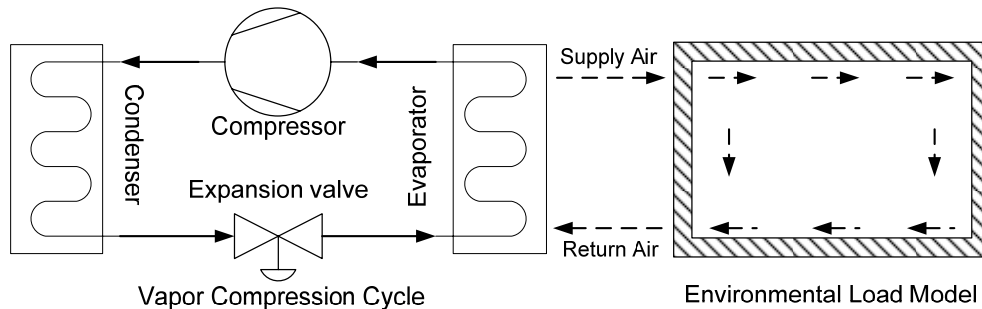 Condenser
Compressor
Evaporator
Expansion valve
Vapor Compression Cycle
Supply Air
Return Air
Environmental Load Model